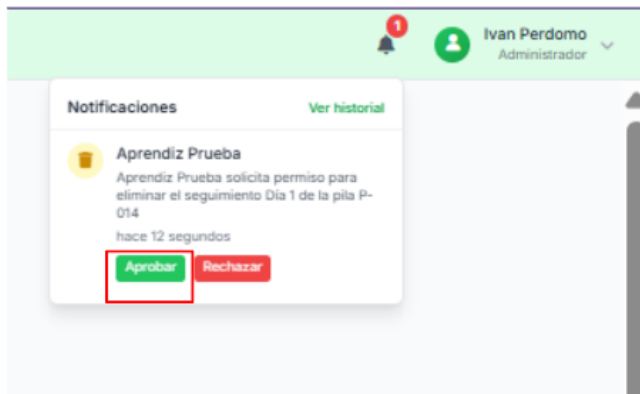 1
Ivan Perdomo
Administrador
Notificaciones
Ver historial
Aprendiz Prueba
Aprendiz Prueba solicita permiso para
eliminar el seguimiento Día 1 de la pila P-
014
hace 12 segundos
Aprobar
Rechazar